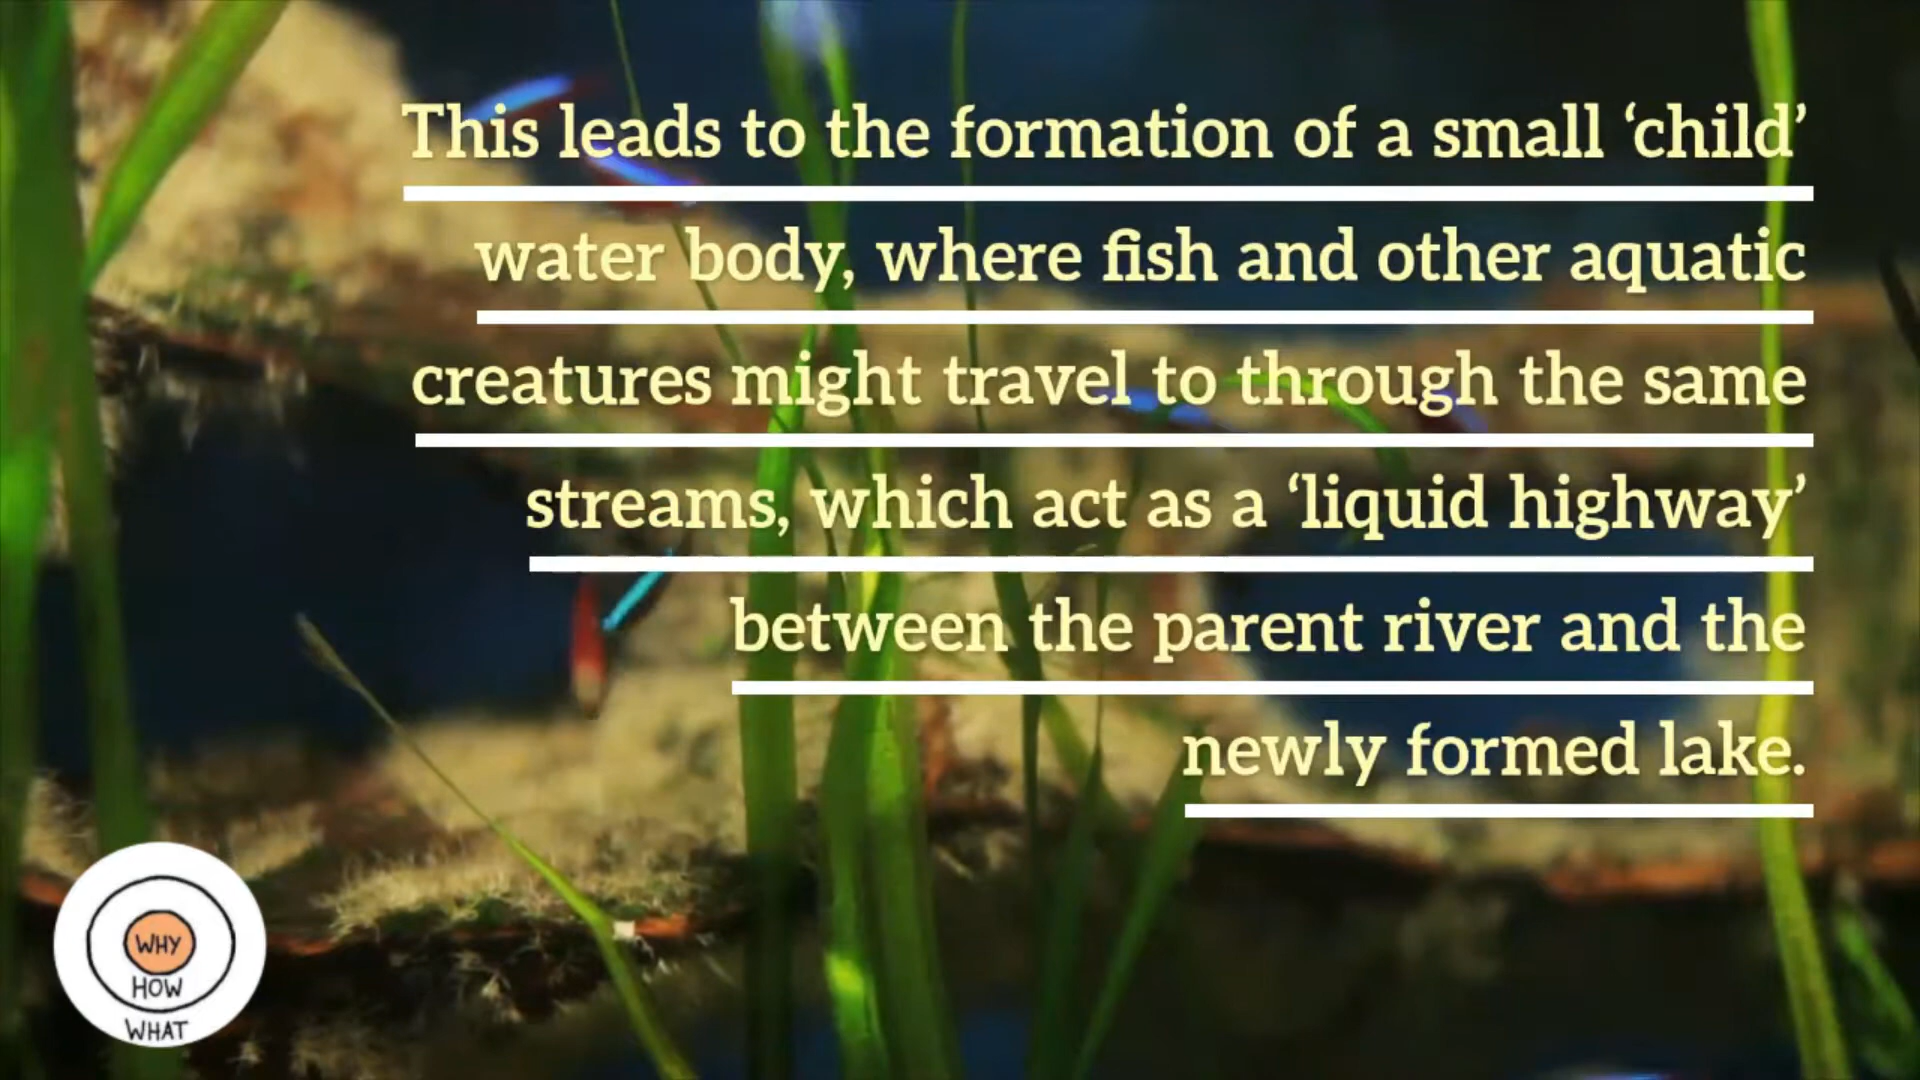 This leads to the formation of a small ‘child’
water body, where fish and other aquatic
creatures might travel to through the same
streams, which act as a ‘liquid highway’
between the parent river and the
newly formed lake.
WHY
HOW
WHAT